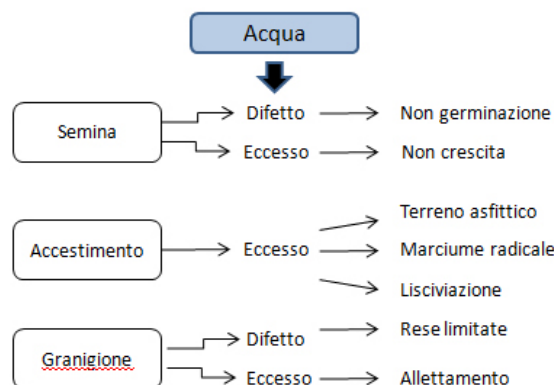 Acqua
Semina
Difetto
Non germinazione
Eccesso
Non crescita
Accestimento
Eccesso
Terreno asfittico
Marciume radicale
Lisciviazione
Granigione
Difetto
Rese limitate
Eccesso
Allettamento